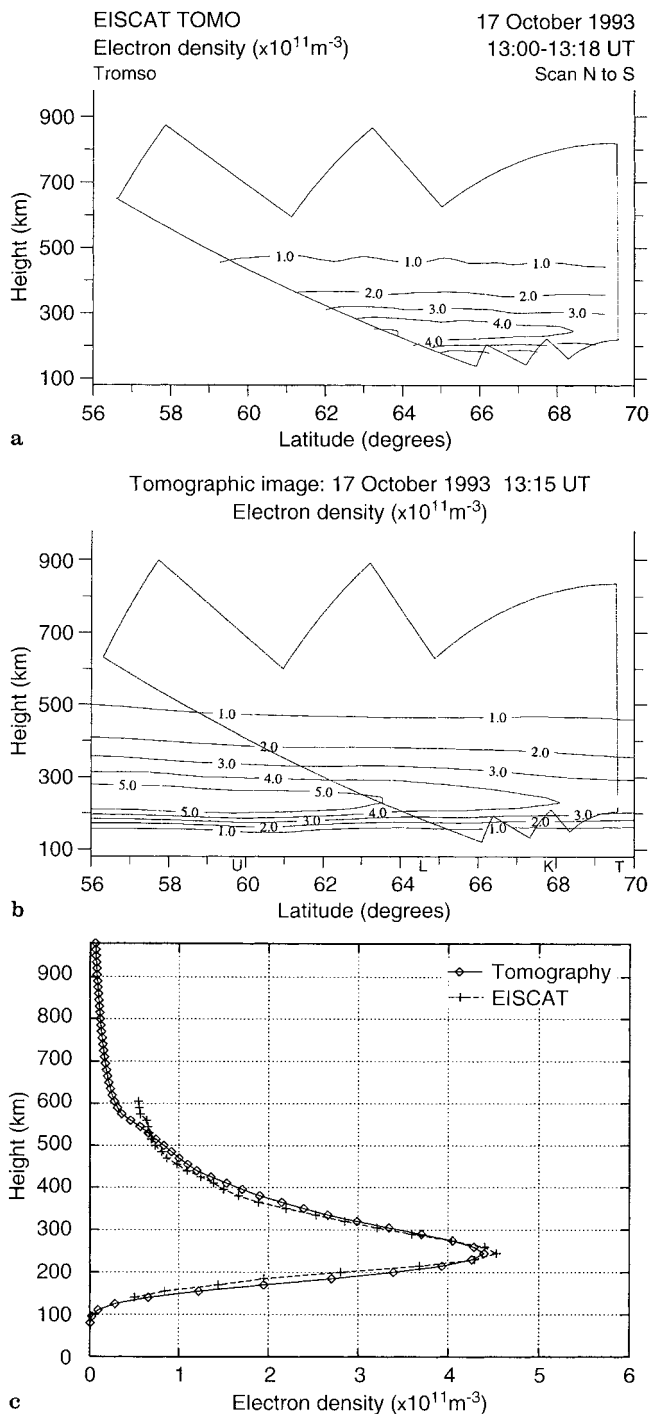 EISCAT TOMO 17 October 1993
Electron density (x10¹¹m⁻³) 13:00-13:18 UT
Tromso Scan N to S
900
700
500
300
100
Height (km)
1.0 1.0 1.0
2.0 2.0
3.0 3.0
4.0
4.0
56 58 60 62 64 66 68 70
Latitude (degrees)
a
Tomographic image: 17 October 1993 13:15 UT
Electron density (x10¹¹m⁻³)
900
700
500
300
100
Height (km)
1.0 1.0
2.0 2.0
3.0 3.0
4.0
5.0 5.0
5.0 4.0 3.0
3.0 2.0
1.0 2.0 1.0
U L K T
56 58 60 62 64 66 68 70
Latitude (degrees)
b
900
800
700
600
500
400
300
200
100
0
Height (km)
Tomography
EISCAT
0 1 2 3 4 5 6
Electron density (x10¹¹m⁻³)
c